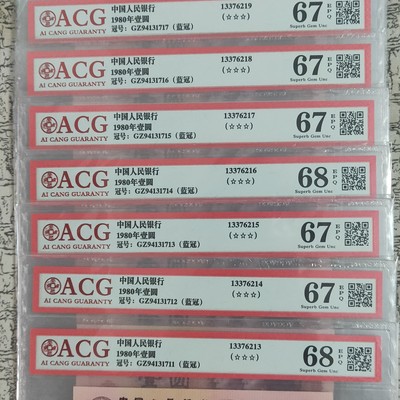 ACG
AI CANG GUARANTY
中国人民银行
1980年壹圆
冠号：GZ94131717（蓝冠）
13376219
（☆☆☆）
67 EPQ
Superb Gem Unc
ACG
AI CANG GUARANTY
中国人民银行
1980年壹圆
冠号：GZ94131716（蓝冠）
13376218
（☆☆☆）
67 EPQ
Superb Gem Unc
ACG
AI CANG GUARANTY
中国人民银行
1980年壹圆
冠号：GZ94131715（蓝冠）
13376217
（☆☆☆）
67 EPQ
Superb Gem Unc
ACG
AI CANG GUARANTY
中国人民银行
1980年壹圆
冠号：GZ94131714（蓝冠）
13376216
（☆☆☆）
68 EPQ
Superb Gem Unc
ACG
AI CANG GUARANTY
中国人民银行
1980年壹圆
冠号：GZ94131713（蓝冠）
13376215
（☆☆☆）
67 EPQ
Superb Gem Unc
ACG
AI CANG GUARANTY
中国人民银行
1980年壹圆
冠号：GZ94131712（蓝冠）
13376214
（☆☆☆）
67 EPQ
Superb Gem Unc
ACG
AI CANG GUARANTY
中国人民银行
1980年壹圆
冠号：GZ94131711（蓝冠）
13376213
（☆☆☆）
68 EPQ
Superb Gem Unc